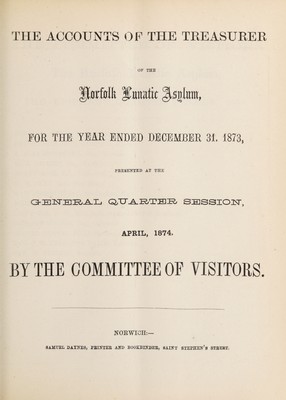 THE ACCOUNTS OF THE TREASURER
OF THE
Norfolk Lunatic Asylum,
FOR THE YEAR ENDED DECEMBER 31. 1873,
PRESENTED AT THE
GENERAL QUARTER SESSION,
APRIL, 1874.
BY THE COMMITTEE OF VISITORS.
NORWICH:—
SAMUEL DAYNES, PRINTER AND BOOKBINDER, SAINT STEPHEN'S STREET.